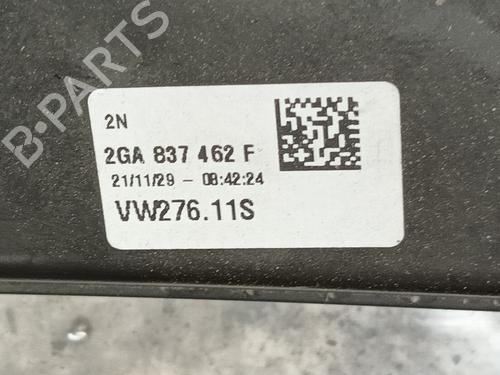 B-PARTS
2N
2GA 837 462 F
21/11/29 - 08:42:24
VW276.11S